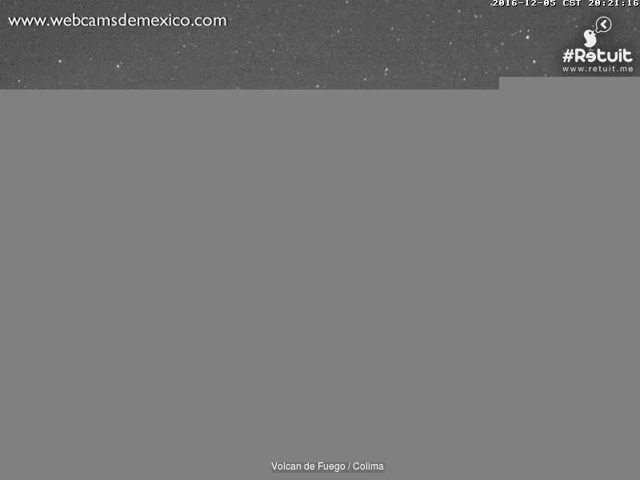 2016-12-05 CST 20:21:16
www.webcamsdemexico.com
#Retuit
www.retuit.me
Volcan de Fuego / Colima